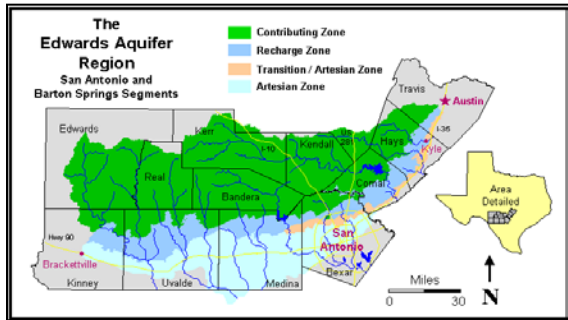 The
Edwards Aquifer
Region
San Antonio and
Barton Springs Segments
Contributing Zone
Recharge Zone
Transition / Artesian Zone
Artesian Zone
Travis
Austin
Edwards
Kerr
I-10
Kendall
US
281
Hays
I-35
Kyle
Real
Bandera
Comal
Area
Detailed
Hwy 90
San
Antonio
Brackettville
Bexar
Miles
Kinney
Uvalde
Medina
0
30
N